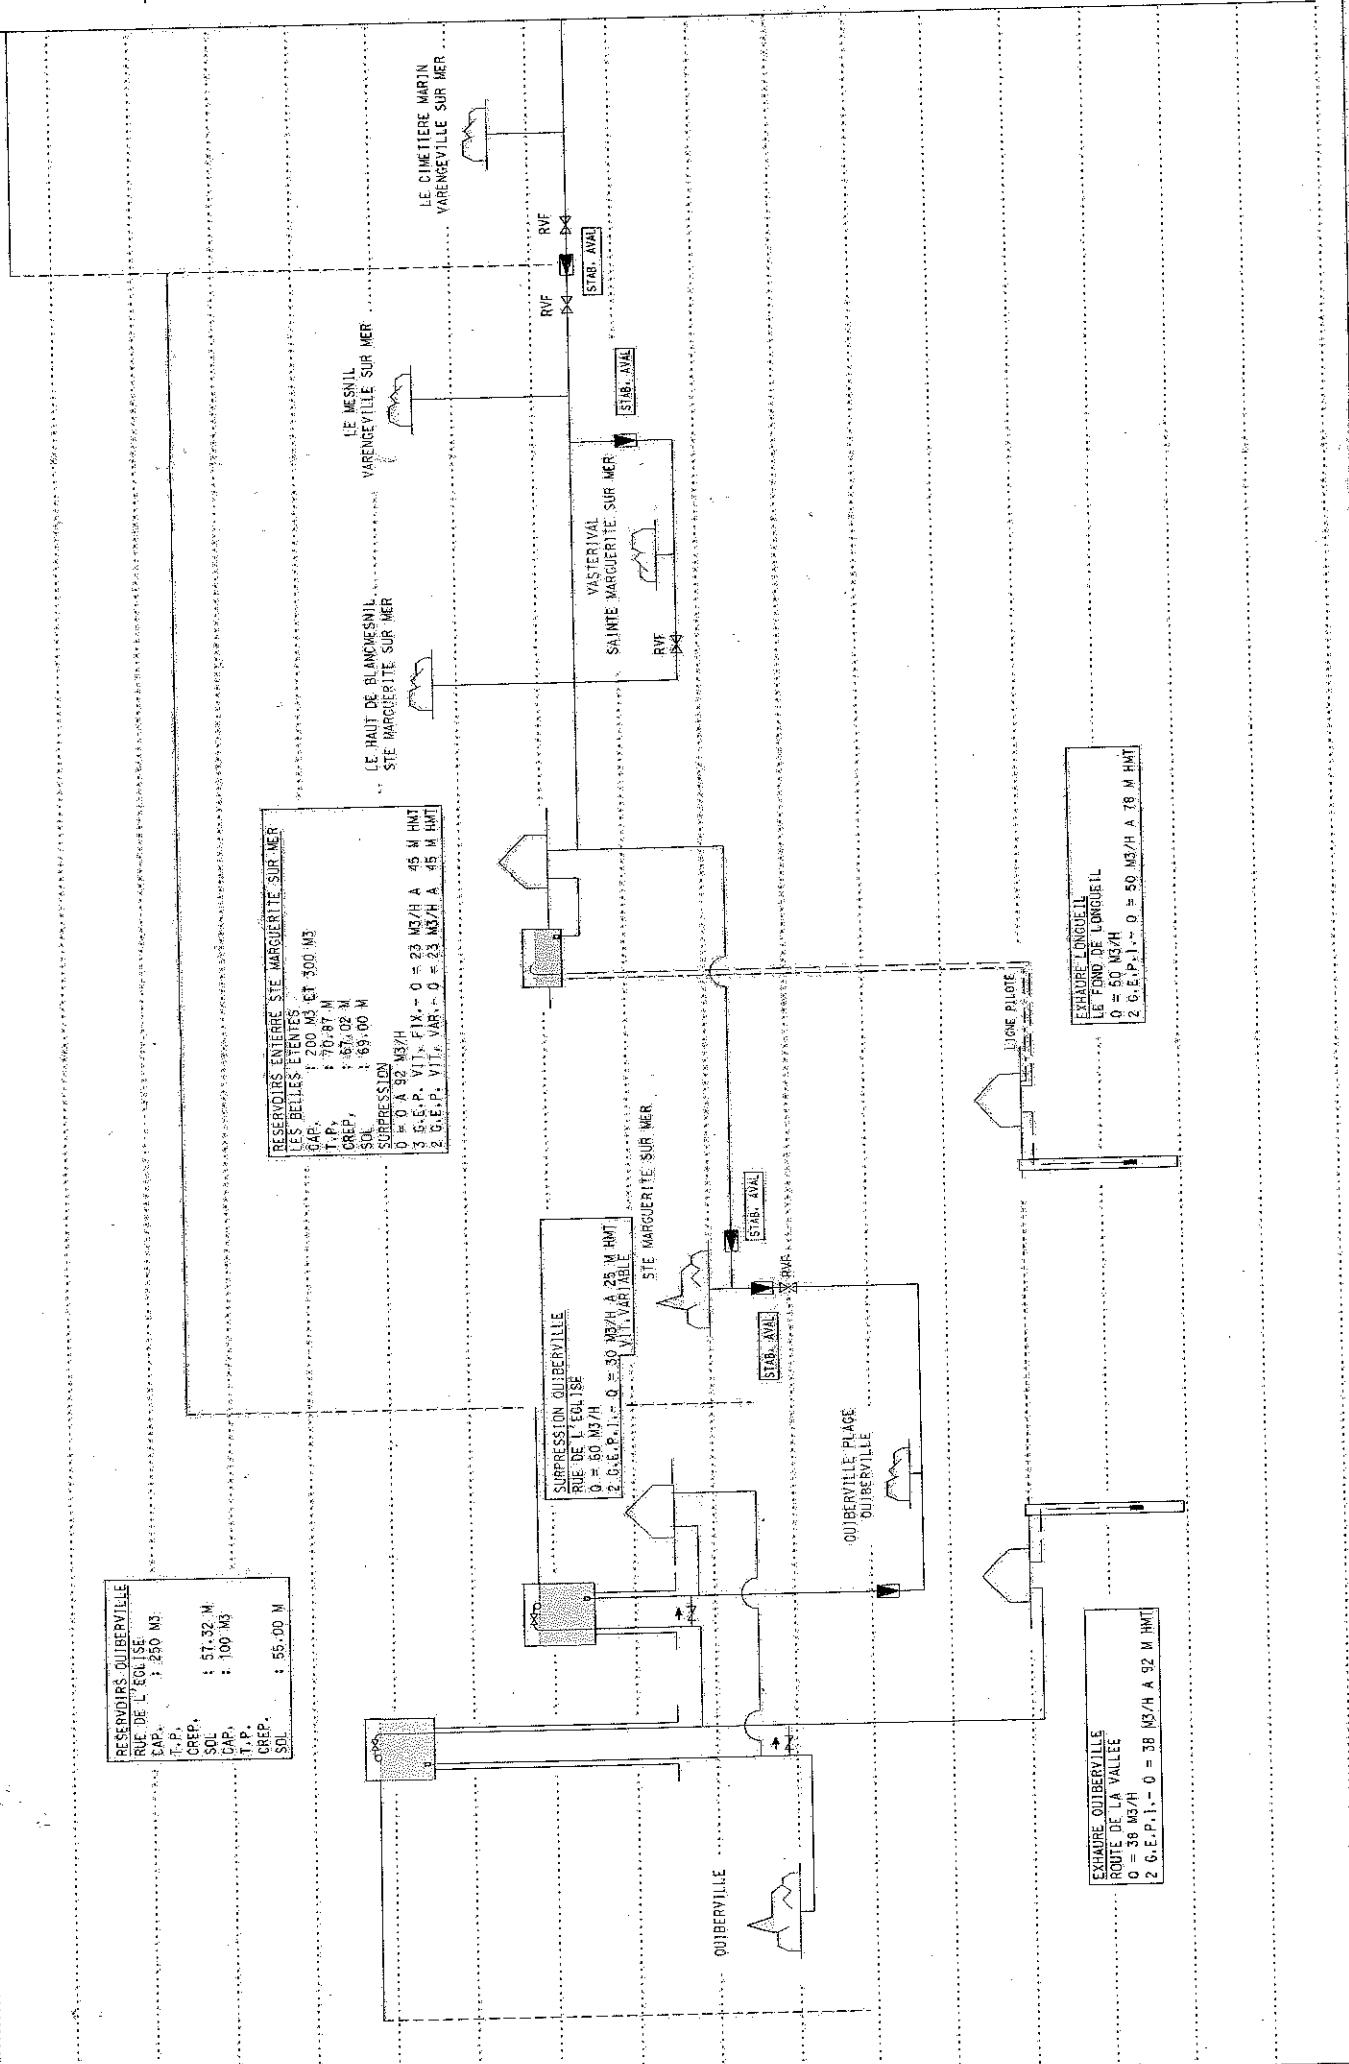 RESERVOIRS QUIBERVILLE
RUE DE L'EGLISE
CAP. : 250 M3
T.P.
CREP.
SOL : 57.32 M
CAP. : 100 M3
T.P.
CREP.
SOL : 55.00 M
RESERVOIRS ENTERRE STE MARGUERITE SUR MER
LES BELLES ETENTES
CAP. : 200 M3 ET 300 M3
T.P. : 70.87 M
CREP. : 67.02 M
SOL : 69.00 M
SURPRESSION
Q = 0 A 92 M3/H
3 G.E.P. VIT. FIX.- Q = 23 M3/H A 45 M HMT
2 G.E.P. VIT. VAR.- Q = 23 M3/H A 45 M HMT
LE HAUT DE BLANCMESNIL
STE MARGUERITE SUR MER
LE MESNIL
VARENGEVILLE SUR MER
LE CIMETIERE MARIN
VARENGEVILLE SUR MER
RVF
RVF
STAB. AVAL
STAB. AVAL
VASTERIVAL
SAINTE MARGUERITE SUR MER
RVF
SURPRESSION QUIBERVILLE
RUE DE L'EGLISE
Q = 60 M3/H
2 G.E.P.I.- Q = 30 M3/H A 25 M HMT
VIT.VARIABLE
STE MARGUERITE SUR MER
STAB. AVAL
STAB. AVAL
RVF
QUIBERVILLE
QUIBERVILLE PLAGE
QUIBERVILLE
LIGNE PILOTE
EXHAURE QUIBERVILLE
ROUTE DE LA VALLEE
Q = 38 M3/H
2 G.E.P.I.- Q = 38 M3/H A 92 M HMT
EXHAURE LONGUEIL
LE FOND DE LONGUEIL
Q = 50 M3/H
2 G.E.P.I.- Q = 50 M3/H A 78 M HMT